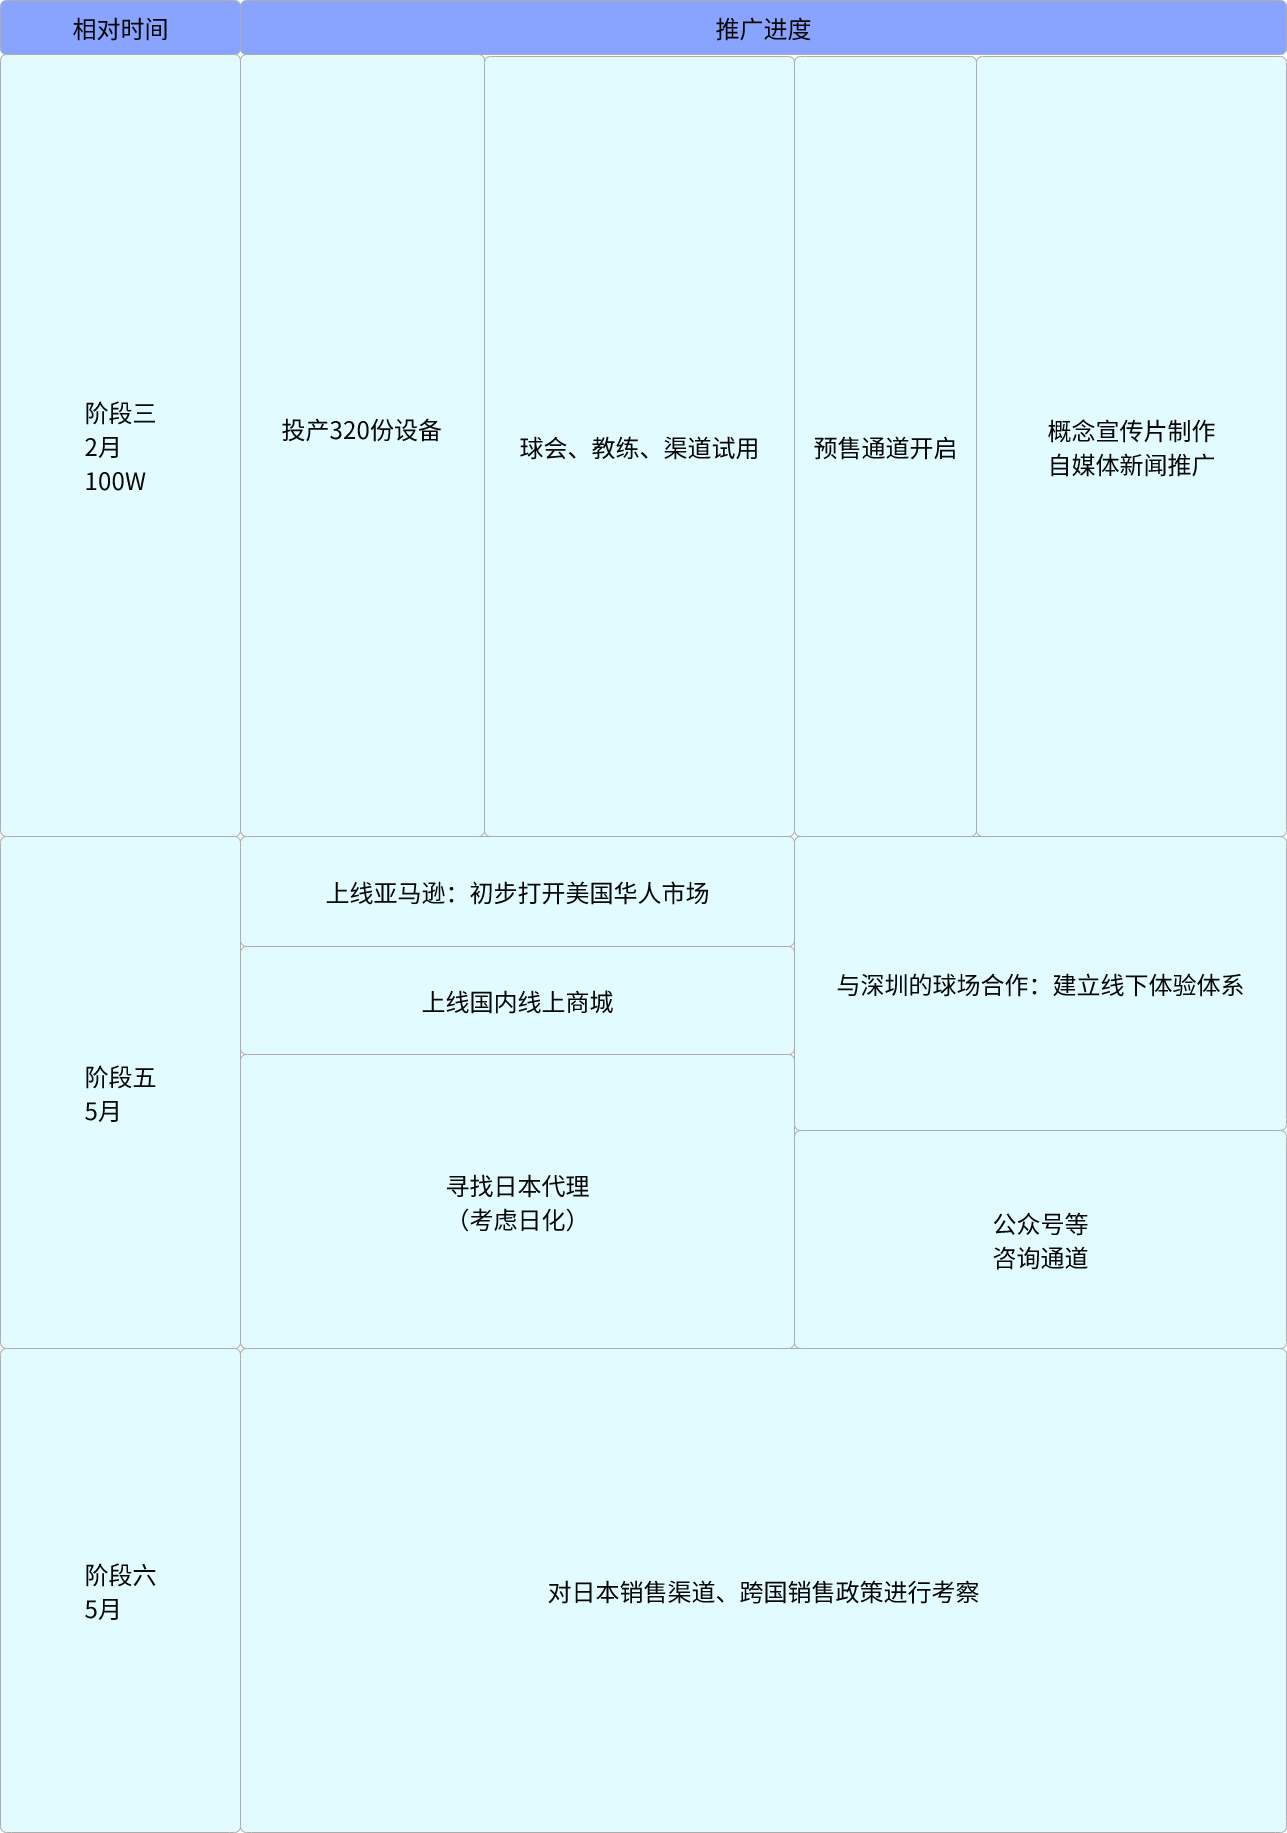 相对时间
推广进度
阶段三
2月
100W
投产320份设备
球会、教练、渠道试用
预售通道开启
概念宣传片制作
自媒体新闻推广
阶段五
5月
上线亚马逊：初步打开美国华人市场
上线国内线上商城
寻找日本代理
（考虑日化）
与深圳的球场合作：建立线下体验体系
公众号等
咨询通道
阶段六
5月
对日本销售渠道、跨国销售政策进行考察